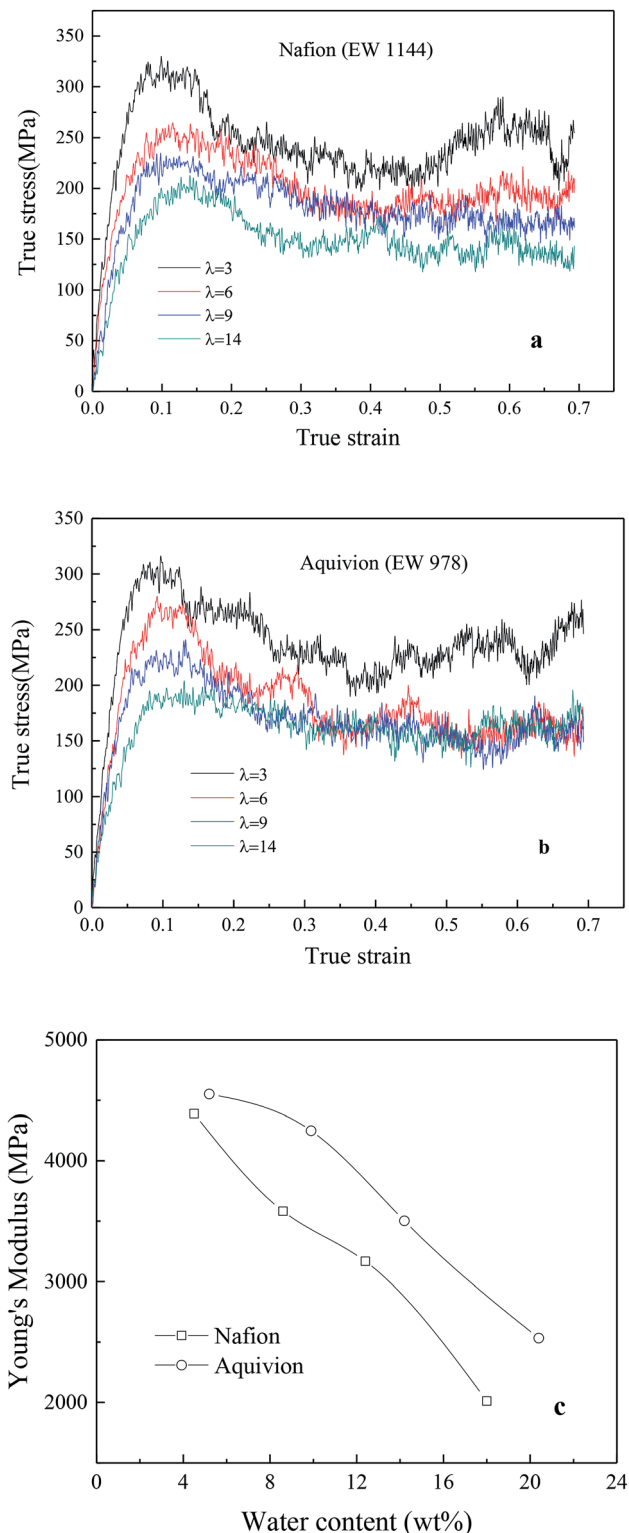 350
300
250
200
150
100
50
0
True stress(MPa)
Nafion (EW 1144)
λ=3
λ=6
λ=9
λ=14
a
0.0 0.1 0.2 0.3 0.4 0.5 0.6 0.7
True strain
350
300
250
200
150
100
50
0
True stress(MPa)
Aquivion (EW 978)
λ=3
λ=6
λ=9
λ=14
b
0.0 0.1 0.2 0.3 0.4 0.5 0.6 0.7
True strain
5000
4000
3000
2000
Young's Modulus (MPa)
Nafion
Aquivion
c
0 4 8 12 16 20 24
Water content (wt%)